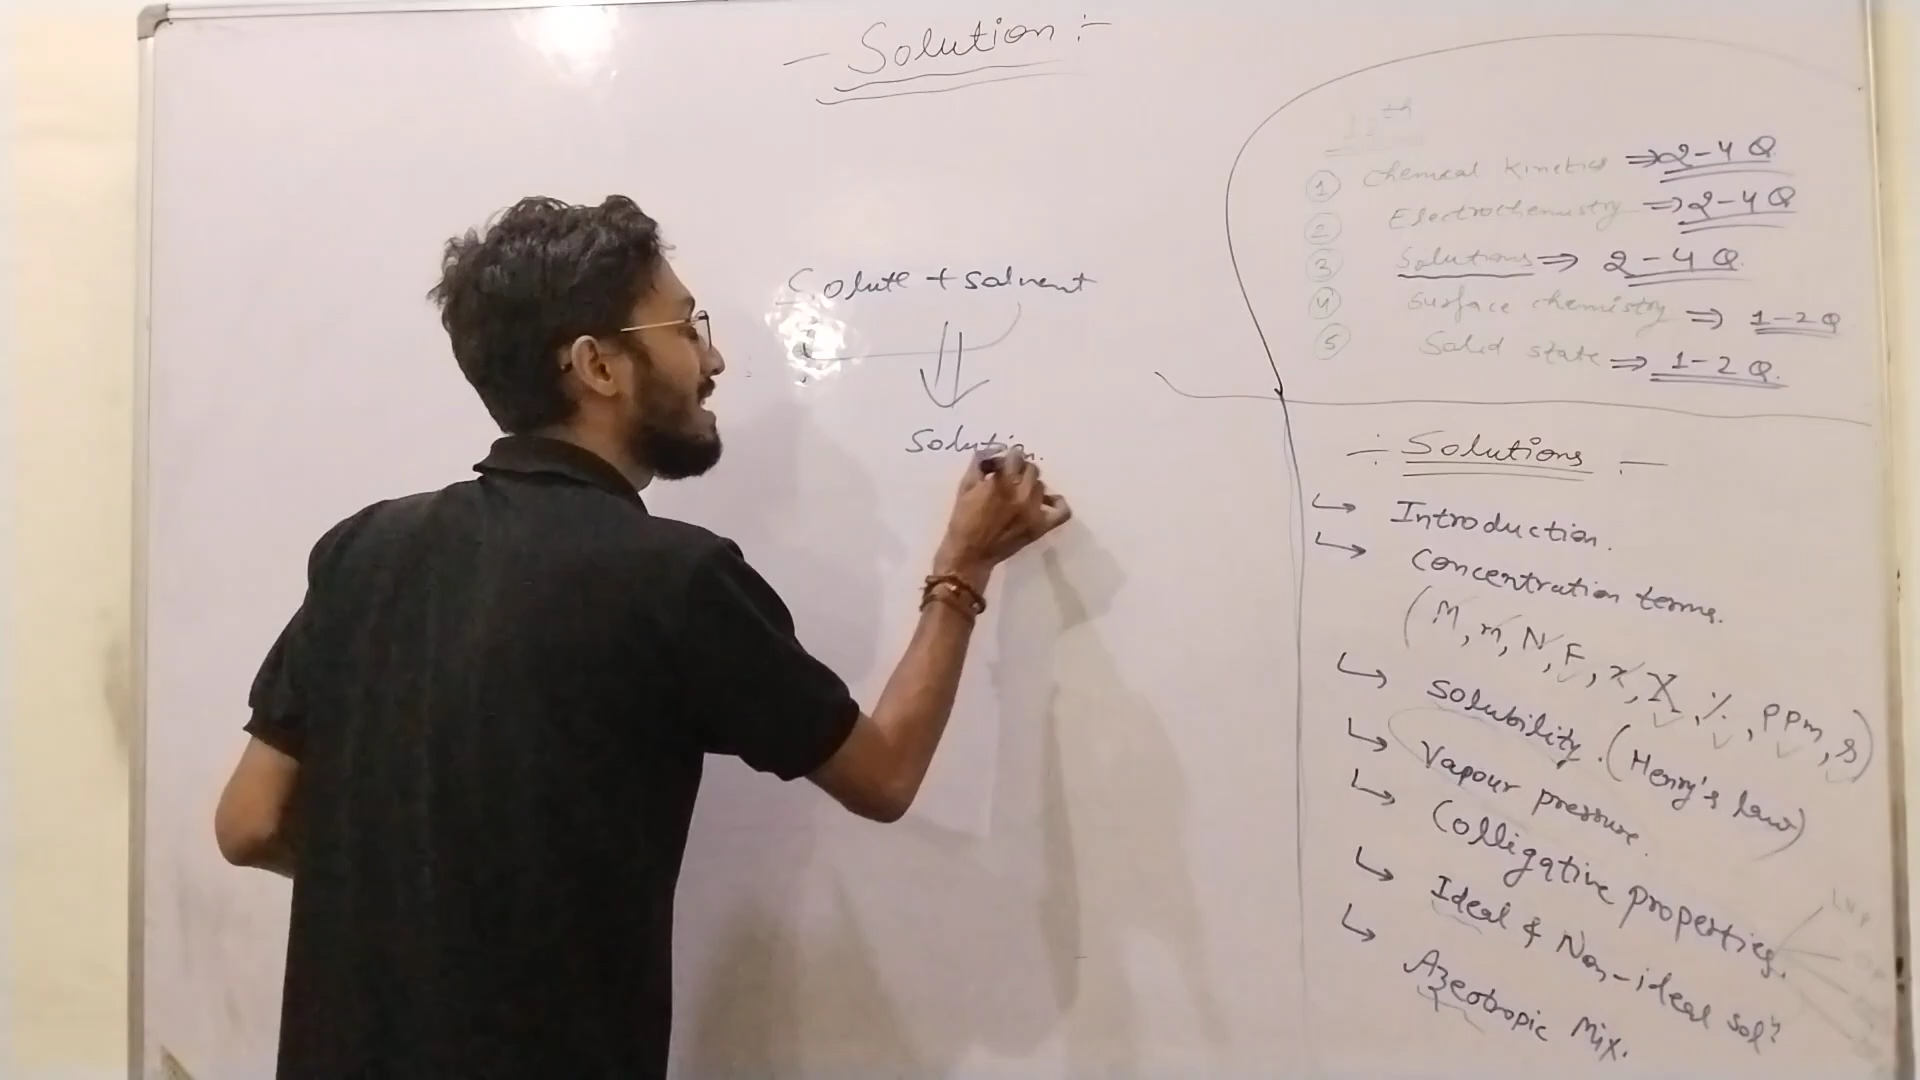 - Solution :-
Solute + solvent
Solution.
12th
① Chemical Kinetics ⇒ 2-4 Q.
② Electrochemistry ⇒ 2-4 Q
③ Solutions ⇒ 2-4 Q.
④ Surface chemistry ⇒ 1-2 Q
⑤ Solid state ⇒ 1-2 Q.
÷ Solutions -
↳ Introduction.
↳ Concentration terms.
(M, m, N, F, x, X, %, ppm, S)
↳ Solubility. (Henry's law)
↳ Vapour pressure.
↳ Colligative properties.
↳ Ideal & Non-ideal solⁿ
↳ Azeotropic Mix.